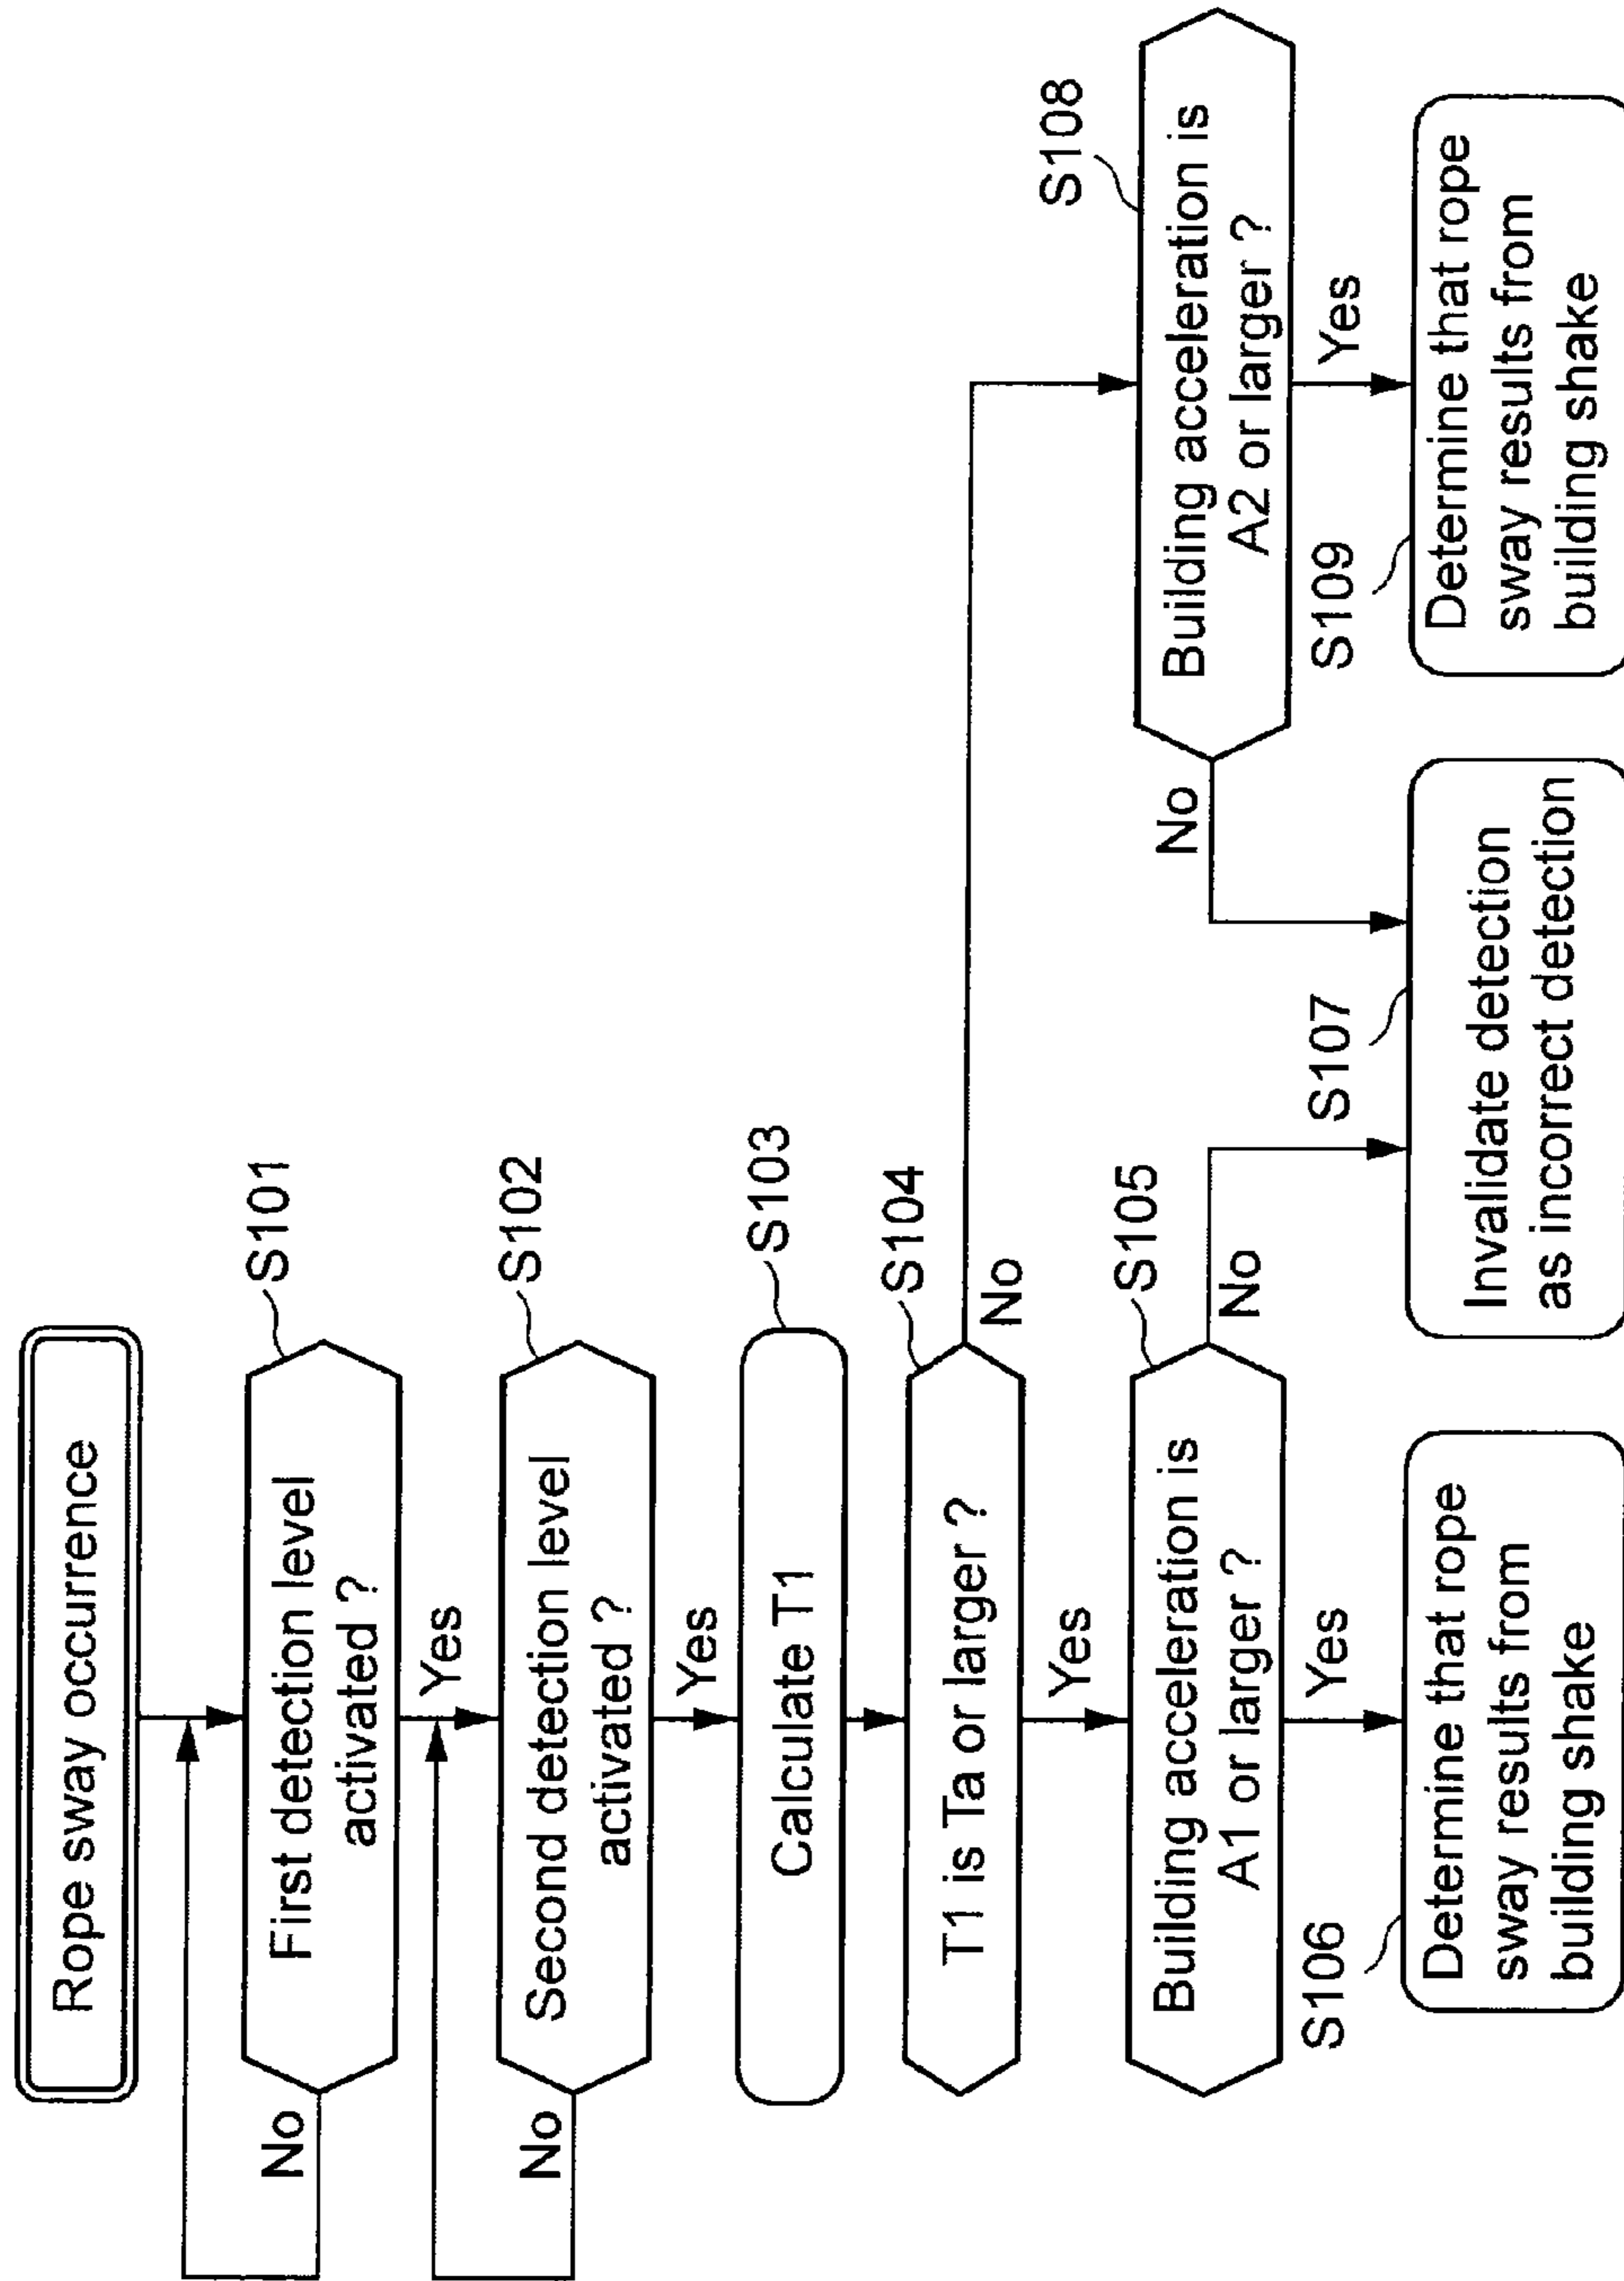 Rope sway occurrence
S101
First detection level
activated ?
No
Yes
S102
Second detection level
activated ?
No
Yes
S103
Calculate T1
S104
T1 is Ta or larger ?
No
Yes
S105
Building acceleration is
A1 or larger ?
No
Yes
S106
Determine that rope
sway results from
building shake
S107
Invalidate detection
as incorrect detection
S108
Building acceleration is
A2 or larger ?
No
Yes
S109
Determine that rope
sway results from
building shake